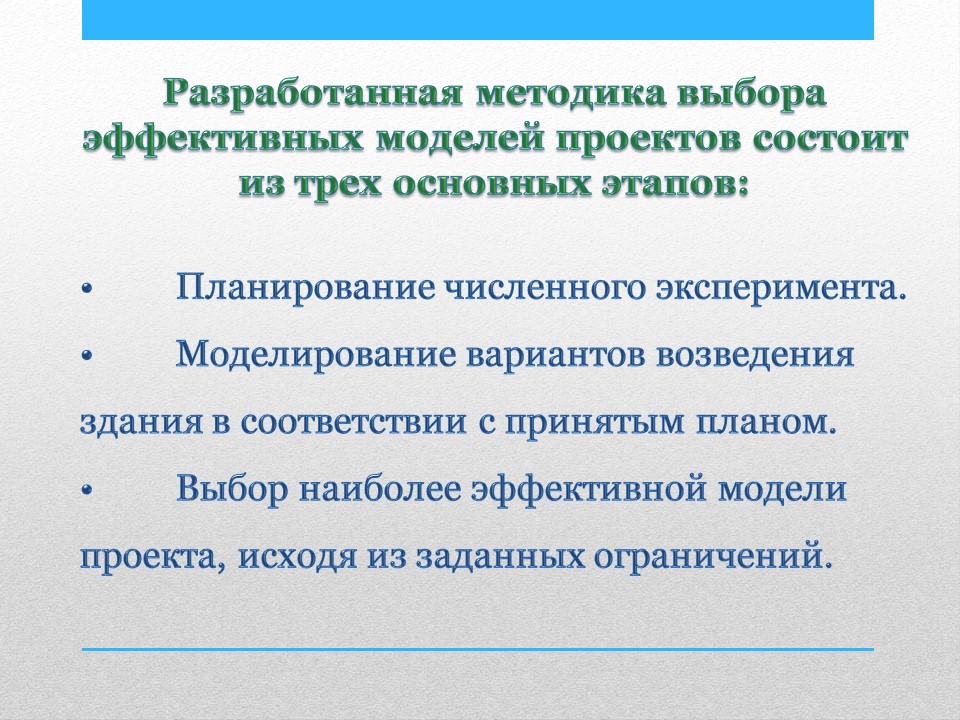 Разработанная методика выбора
эффективных моделей проектов состоит
из трех основных этапов:
• Планирование численного эксперимента.
• Моделирование вариантов возведения
здания в соответствии с принятым планом.
• Выбор наиболее эффективной модели
проекта, исходя из заданных ограничений.